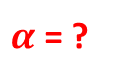 α = ?